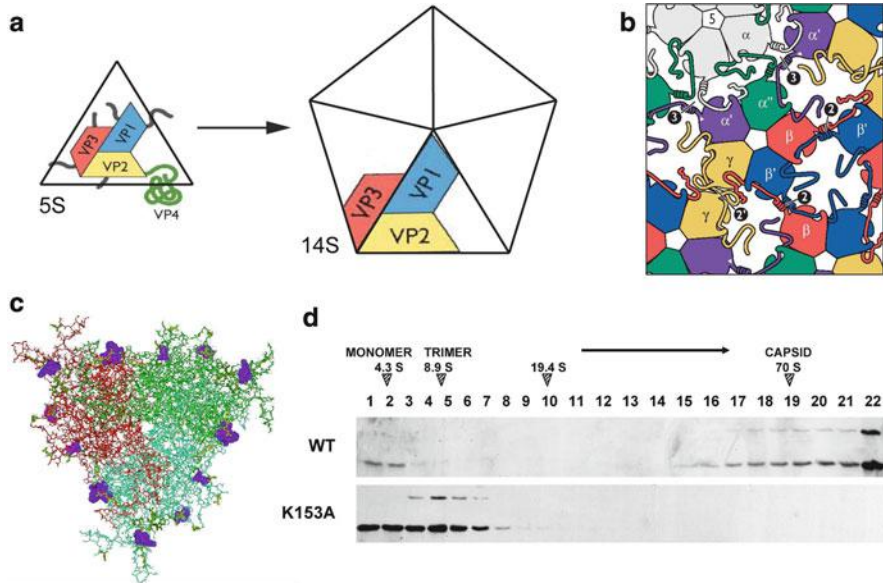 a
VP3
VP1
VP2
5S
VP4
VP3
VP1
VP2
14S
b
5
α
α'
3
α''
3
α'
2
β
β'
γ
β'
2
γ
2'
β
c
d
MONOMER TRIMER CAPSID
4.3 S 8.9 S 19.4 S 70 S
1 2 3 4 5 6 7 8 9 10 11 12 13 14 15 16 17 18 19 20 21 22
WT
K153A